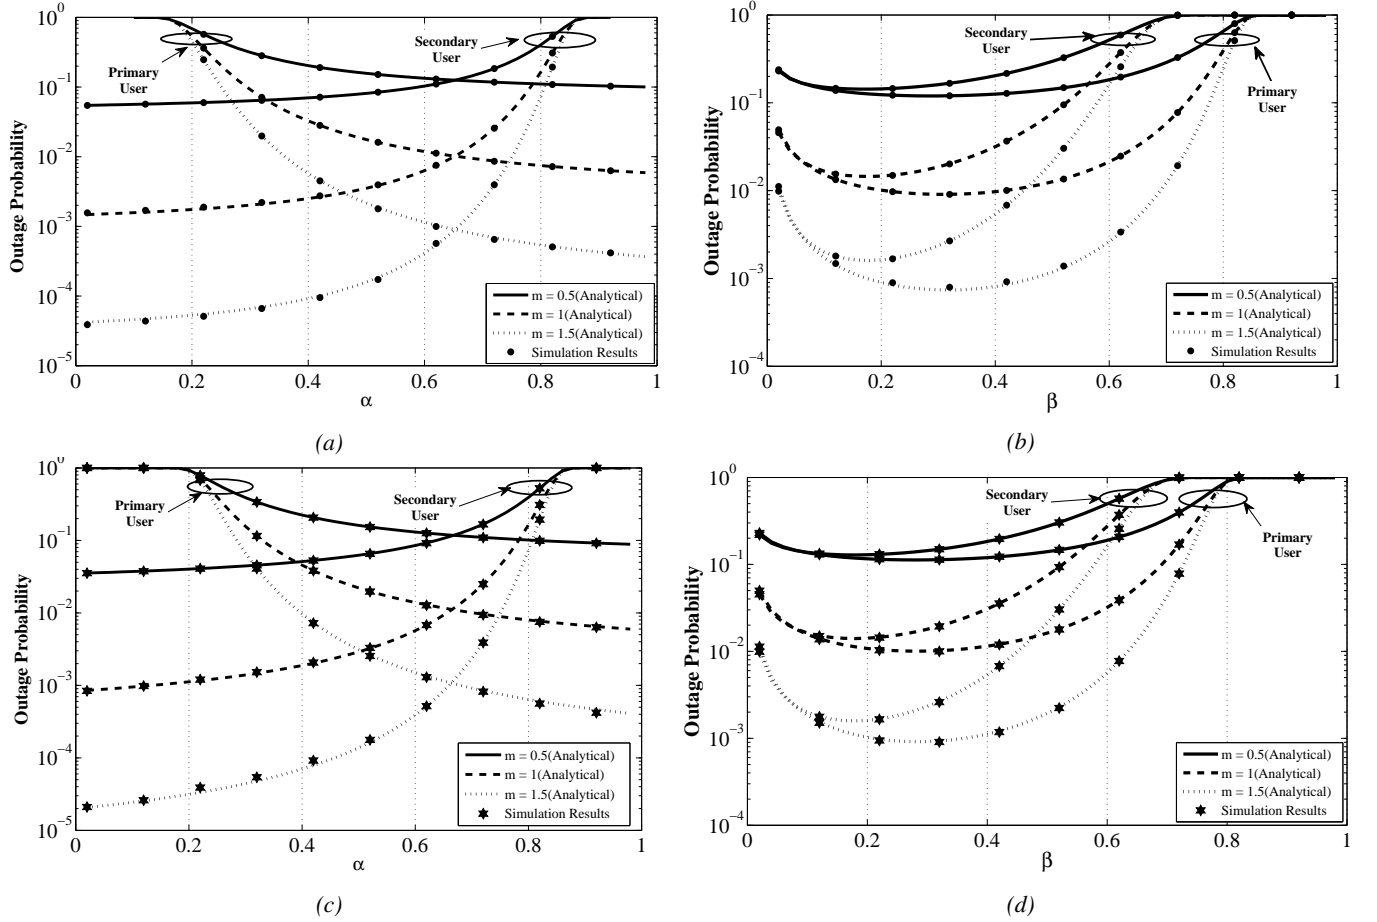 10^0
10^-1
10^-2
10^-3
10^-4
10^-5
Outage Probability
Primary
User
Secondary
User
m = 0.5(Analytical)
m = 1(Analytical)
m = 1.5(Analytical)
Simulation Results
0 0.2 0.4 0.6 0.8 1
α
(a)
10^0
10^-1
10^-2
10^-3
10^-4
Outage Probability
Secondary
User
Primary
User
m = 0.5(Analytical)
m = 1(Analytical)
m = 1.5(Analytical)
Simulation Results
0 0.2 0.4 0.6 0.8 1
β
(b)
10^0
10^-1
10^-2
10^-3
10^-4
10^-5
Outage Probability
Primary
User
Secondary
User
m = 0.5(Analytical)
m = 1(Analytical)
m = 1.5(Analytical)
Simulation Results
0 0.2 0.4 0.6 0.8 1
α
(c)
10^0
10^-1
10^-2
10^-3
10^-4
Outage Probability
Secondary
User
Primary
User
m = 0.5(Analytical)
m = 1(Analytical)
m = 1.5(Analytical)
Simulation Results
0 0.2 0.4 0.6 0.8 1
β
(d)